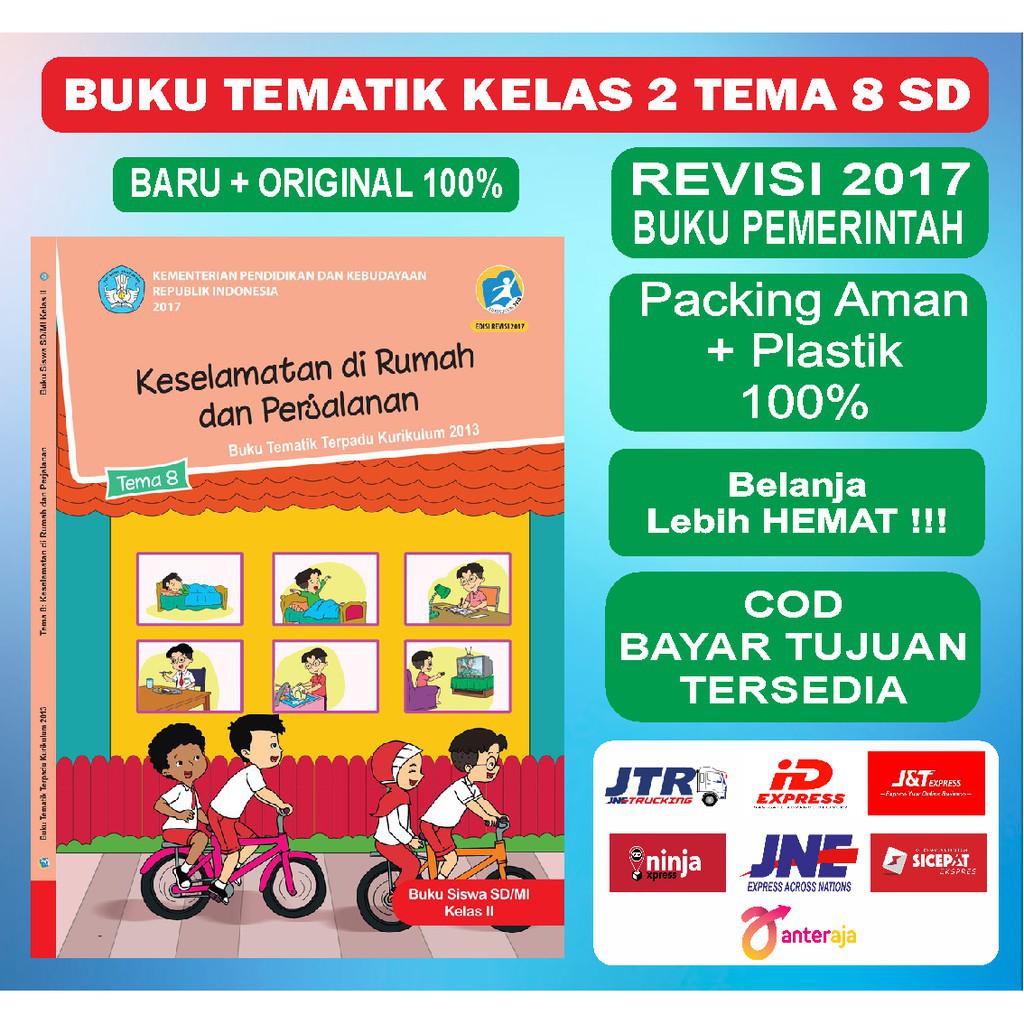 BUKU TEMATIK KELAS 2 TEMA 8 SD
BARU + ORIGINAL 100%
REVISI 2017
BUKU PEMERINTAH
Packing Aman
+ Plastik
100%
Belanja
Lebih HEMAT !!!
COD
BAYAR TUJUAN
TERSEDIA
KEMENTERIAN PENDIDIKAN DAN KEBUDAYAAN
REPUBLIK INDONESIA
2017
EDISI REVISI 2017
Keselamatan di Rumah
dan Perjalanan
Buku Tematik Terpadu Kurikulum 2013
Tema 8
Buku Siswa SD/MI
Kelas II
Buku Siswa SD/MI Kelas II
Tema 8: Keselamatan di Rumah dan Perjalanan
Buku Tematik Terpadu Kurikulum 2013
JTR
JNE TRUCKING
iD
EXPRESS
J&T EXPRESS
Express Your Online Business
ninja
xpress
JNE
EXPRESS ACROSS NATIONS
SICEPAT
EKSPRES
anteraja